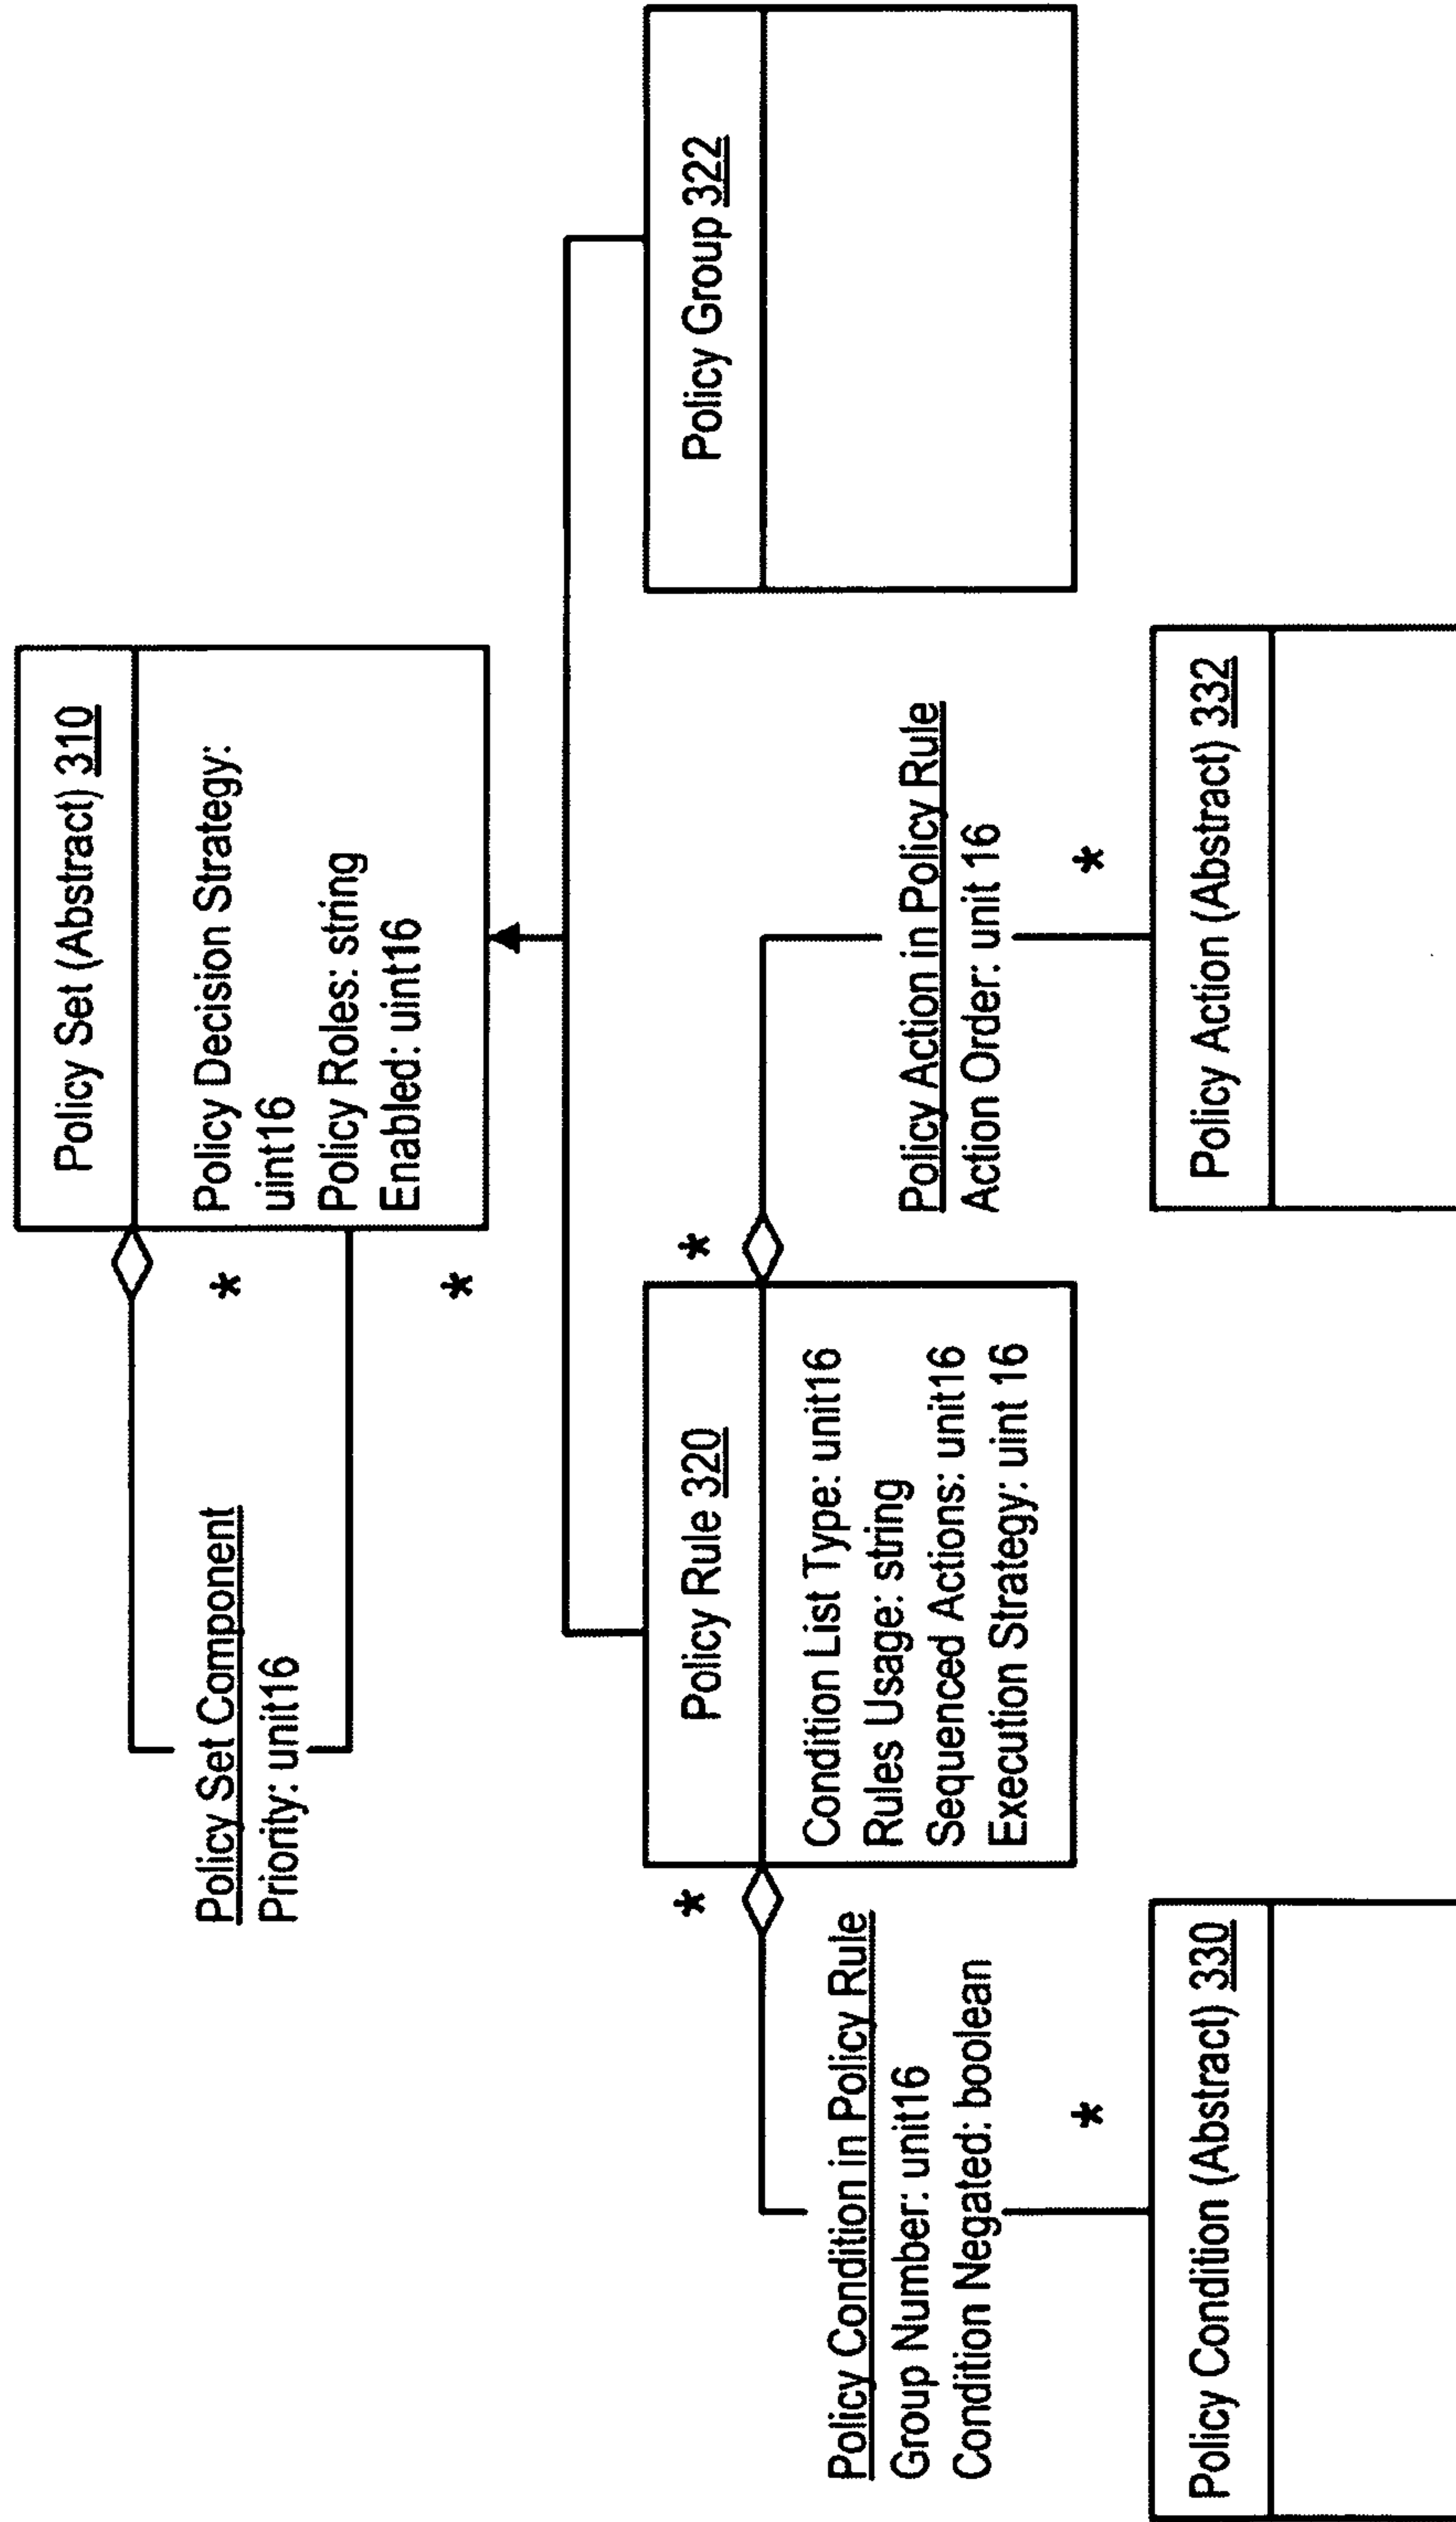 Policy Set (Abstract) 310
Policy Decision Strategy:
uint16
Policy Roles: string
Enabled: uint16
Policy Set Component
Priority: unit16
*
*
Policy Rule 320
Condition List Type: unit16
Rules Usage: string
Sequenced Actions: unit16
Execution Strategy: uint 16
*
*
Policy Group 322
Policy Condition in Policy Rule
Group Number: unit16
Condition Negated: boolean
*
Policy Action in Policy Rule
Action Order: unit 16
*
Policy Condition (Abstract) 330
Policy Action (Abstract) 332